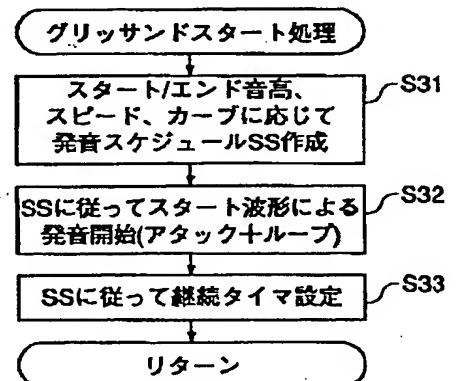 グリッサンドスタート処理
スタート/エンド音高、
スピード、カーブに応じて
発音スケジュールSS作成
S31
SSに従ってスタート波形による
発音開始(アタック+ループ)
S32
SSに従って継続タイマ設定
S33
リターン